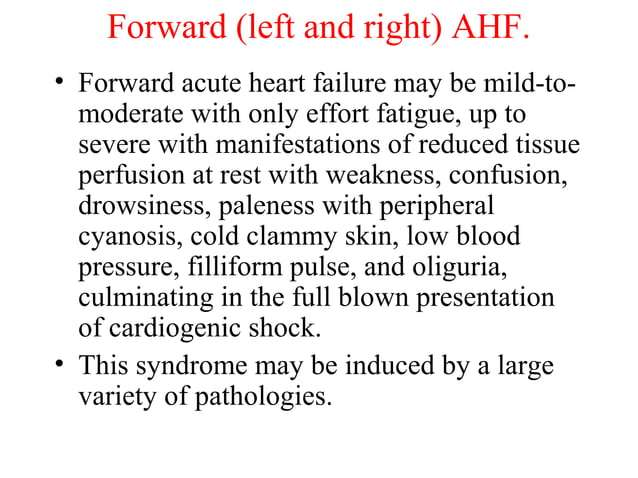 Forward (left and right) AHF.
• Forward acute heart failure may be mild-to-
moderate with only effort fatigue, up to
severe with manifestations of reduced tissue
perfusion at rest with weakness, confusion,
drowsiness, paleness with peripheral
cyanosis, cold clammy skin, low blood
pressure, filliform pulse, and oliguria,
culminating in the full blown presentation
of cardiogenic shock.
• This syndrome may be induced by a large
variety of pathologies.